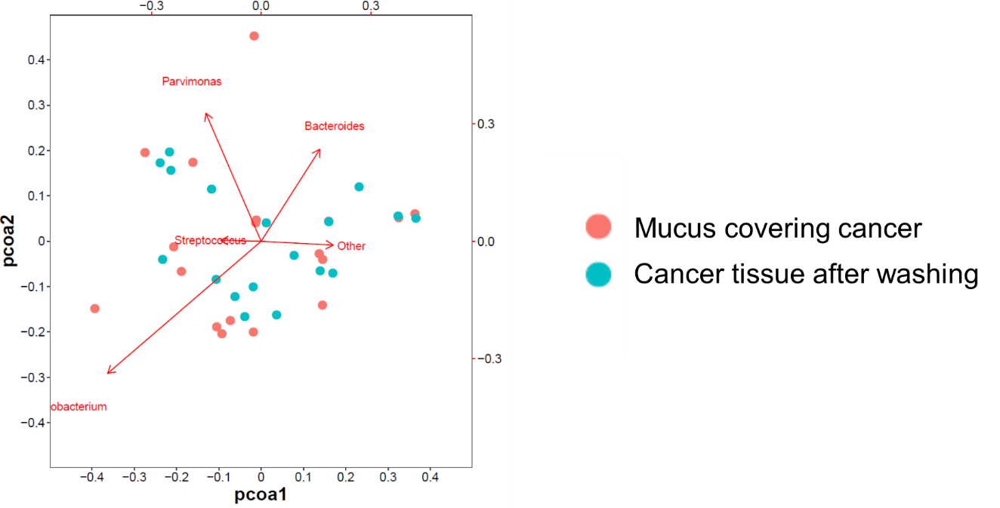 −0.3 0.0 0.3
0.4
Parvimonas
0.3
Bacteroides
0.3
0.2
0.1
pcoa2
0
Streptococcus
Other
0.0
Mucus covering cancer
Cancer tissue after washing
−0.1
−0.2
−0.3
−0.3
obacterium
−0.4
−0.4 −0.3 −0.2 −0.1 0 0.1 0.2 0.3 0.4
pcoa1